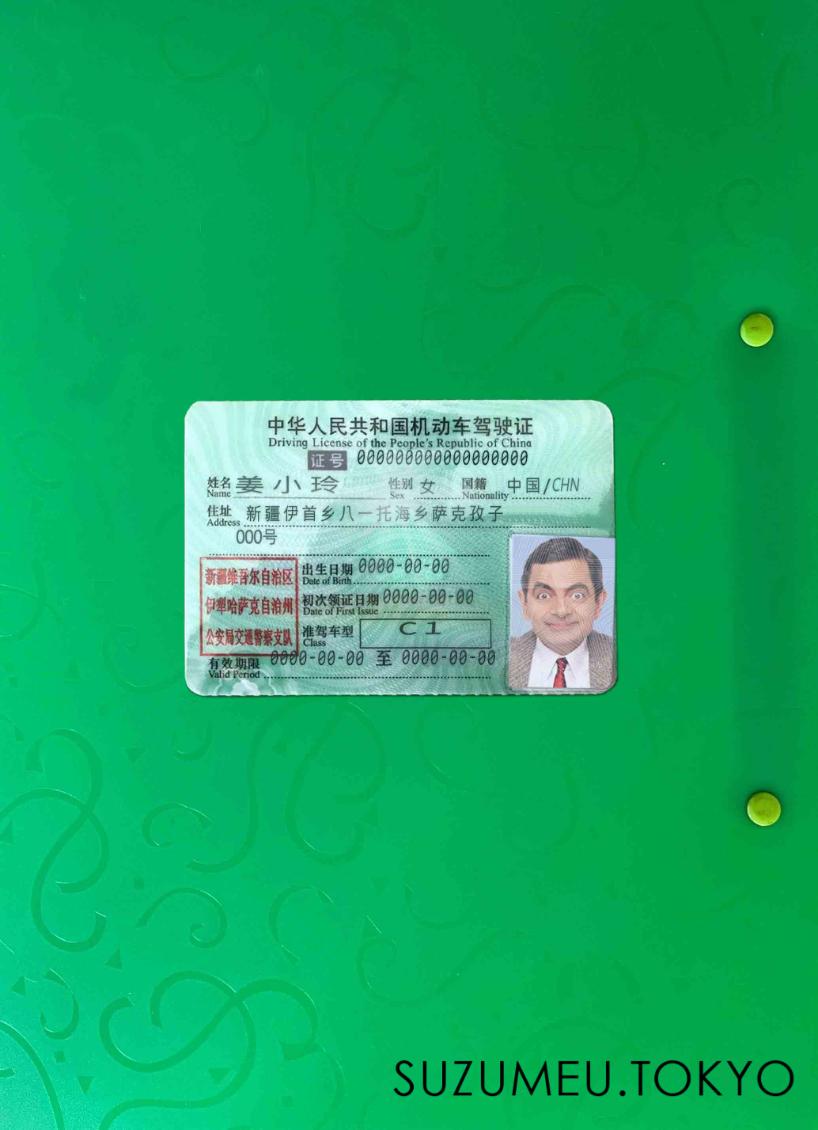 中华人民共和国机动车驾驶证
Driving License of the People's Republic of China
证号 000000000000000000
姓名 姜小玲 性别 女 国籍 中国/CHN
Name Sex Nationality
住址 新疆伊首乡八一托海乡萨克孜子
Address
000号
新疆维吾尔自治区
伊犁哈萨克自治州
公安局交通警察支队
出生日期 0000-00-00
Date of Birth
初次领证日期 0000-00-00
Date of First Issue
准驾车型 C1
Class
有效期限 0000-00-00 至 0000-00-00
Valid Period
SUZUMEU.TOKYO